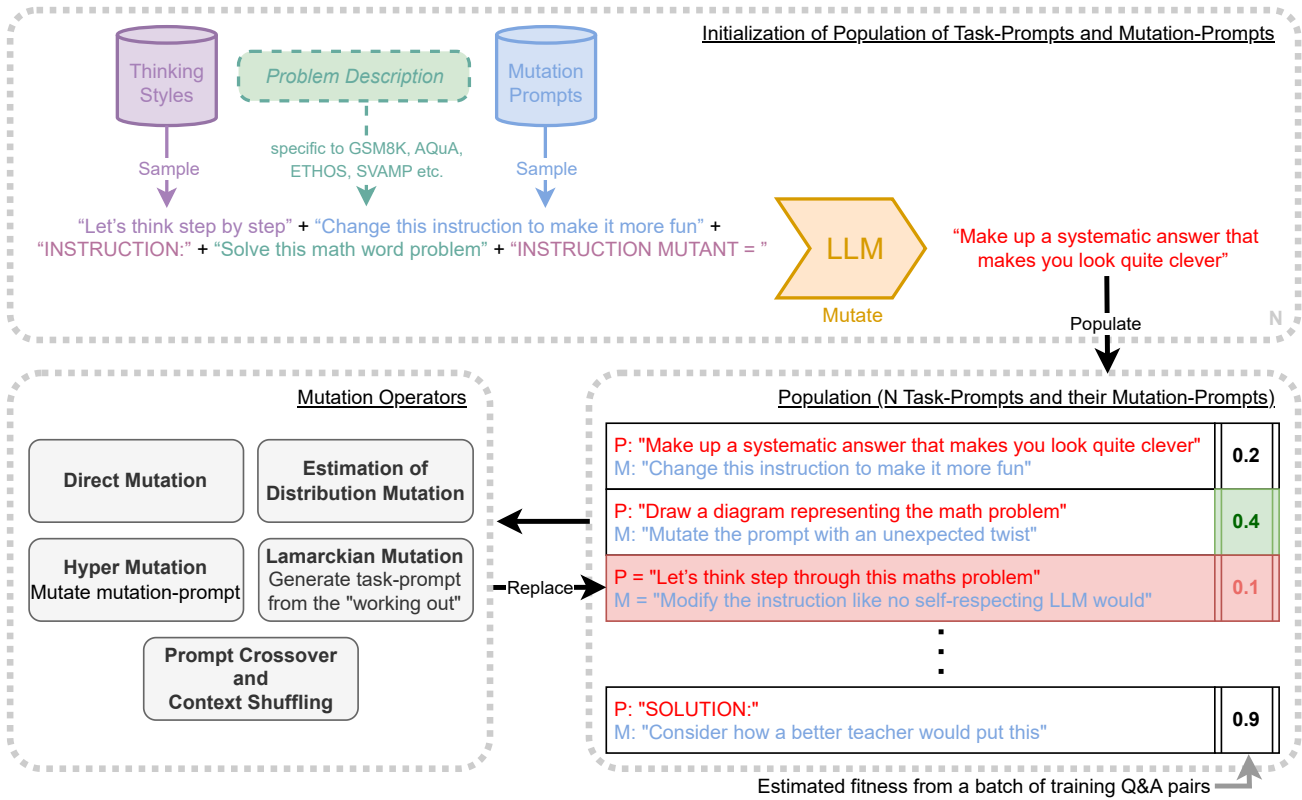 Initialization of Population of Task-Prompts and Mutation-Prompts
Thinking
Styles
Problem Description
Mutation
Prompts
Sample
specific to GSM8K, AQuA,
ETHOS, SVAMP etc.
Sample
“Let’s think step by step” + “Change this instruction to make it more fun” +
“INSTRUCTION:” + “Solve this math word problem” + “INSTRUCTION MUTANT = ”
LLM
Mutate
“Make up a systematic answer that
makes you look quite clever”
Populate
N
Mutation Operators
Direct Mutation
Estimation of
Distribution Mutation
Hyper Mutation
Mutate mutation-prompt
Lamarckian Mutation
Generate task-prompt
from the "working out"
Prompt Crossover
and
Context Shuffling
Replace
Population (N Task-Prompts and their Mutation-Prompts)
P: "Make up a systematic answer that makes you look quite clever"
M: "Change this instruction to make it more fun"
0.2
P: "Draw a diagram representing the math problem"
M: "Mutate the prompt with an unexpected twist"
0.4
P = "Let’s think step through this maths problem"
M = "Modify the instruction like no self-respecting LLM would"
0.1
P: "SOLUTION:"
M: "Consider how a better teacher would put this"
0.9
Estimated fitness from a batch of training Q&A pairs